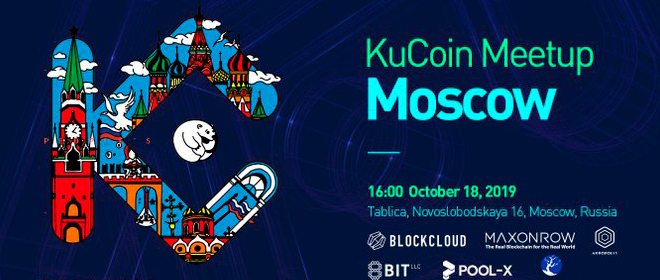 KuCoin Meetup
Moscow
16:00 October 18, 2019
Tablica, Novoslobodskaya 16, Moscow, Russia
BLOCKCLOUD
MAXONROW
The Real Blockchain for the Real World
8BIT LLC
POOL-X